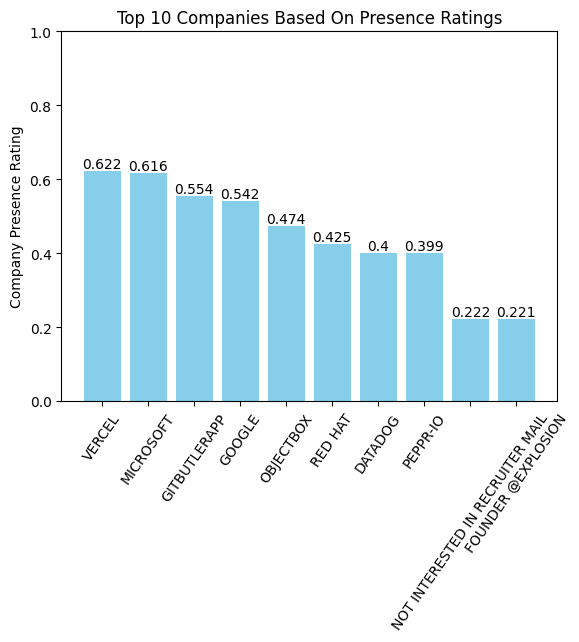 Top 10 Companies Based On Presence Ratings
Company Presence Rating
1.0
0.8
0.6
0.4
0.2
0.0
0.622
0.616
0.554
0.542
0.474
0.425
0.4
0.399
0.222
0.221
VERCEL
MICROSOFT
GITBUTLERAPP
GOOGLE
OBJECTBOX
RED HAT
DATADOG
PEPPR-IO
NOT INTERESTED IN RECRUITER MAIL
FOUNDER @EXPLOSION